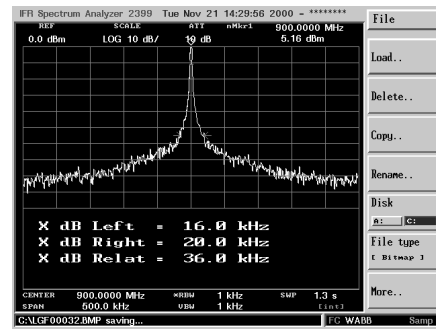 IFR Spectrum Analyzer 2399 Tue Nov 21 14:29:56 2000 - ********
REF SCALE ATT nMkr1 900.0000 MHz
0.0 dBm LOG 10 dB/ 10 dB 5.16 dBm
X dB Left = 16.0 kHz
X dB Right = 20.0 kHz
X dB Relat = 36.0 kHz
CENTER 900.0000 MHz *RBW 1 kHz SWP 1.3 s
SPAN 500.0 kHz VBW 1 kHz [int]
C:\LGF00032.BMP saving... FC WABB Samp
File
Load..
Delete..
Copy..
Rename..
Disk
A: C:
File type
[ Bitmap ]
More..